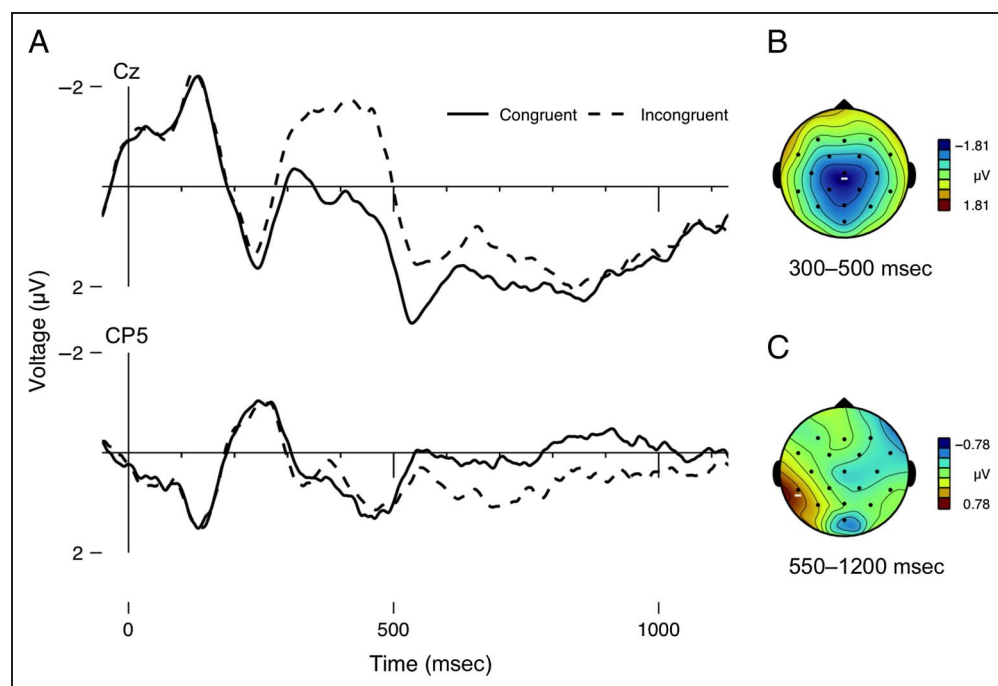 A
Cz
−2
Congruent
Incongruent
2
CP5
−2
2
Voltage (µV)
0
500
1000
Time (msec)
B
−1.81
µV
1.81
300–500 msec
C
−0.78
µV
0.78
550–1200 msec